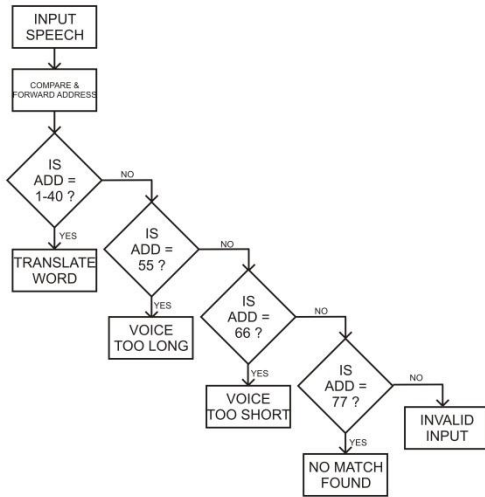 INPUT
SPEECH
COMPARE &
FORWARD ADDRESS
IS
ADD =
1-40 ?
NO
YES
TRANSLATE
WORD
IS
ADD =
55 ?
NO
YES
VOICE
TOO LONG
IS
ADD =
66 ?
NO
YES
VOICE
TOO SHORT
IS
ADD =
77 ?
NO
YES
INVALID
INPUT
NO MATCH
FOUND